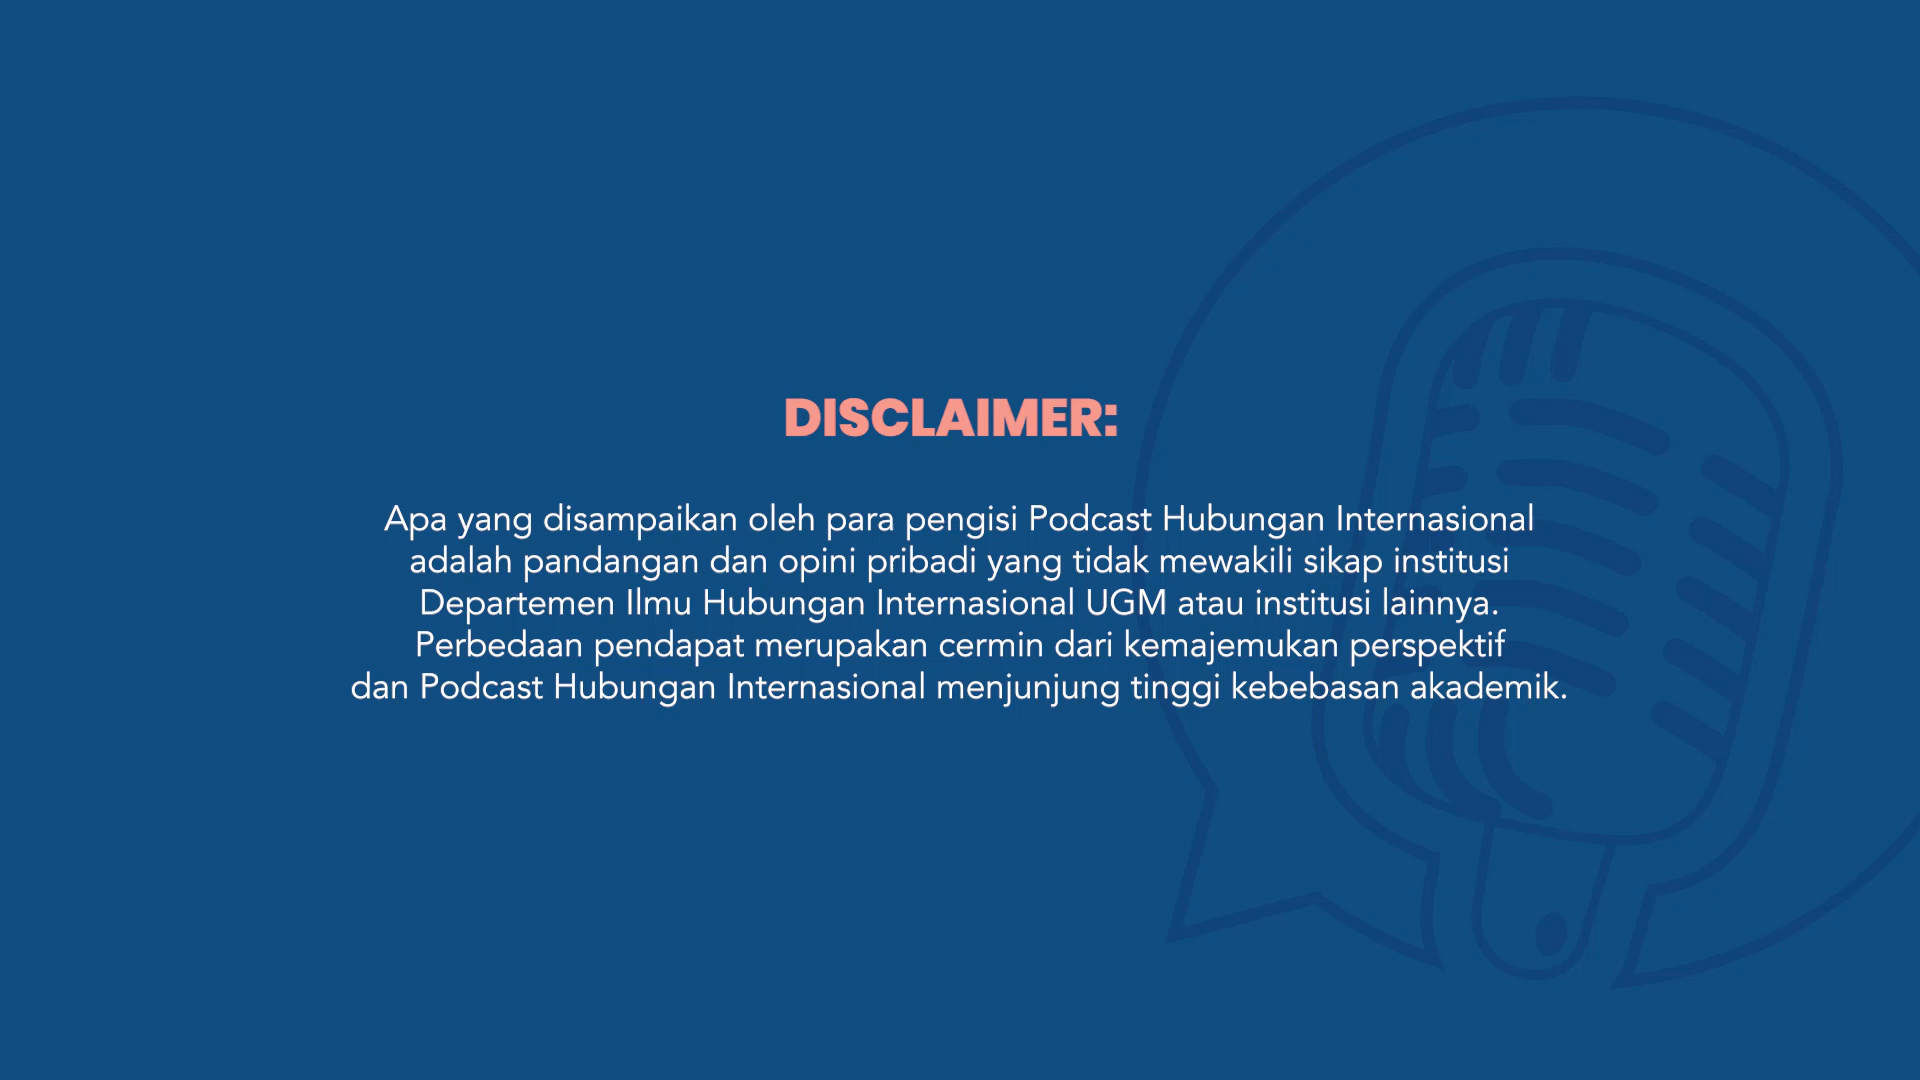 DISCLAIMER:
Apa yang disampaikan oleh para pengisi Podcast Hubungan Internasional
adalah pandangan dan opini pribadi yang tidak mewakili sikap institusi
Departemen Ilmu Hubungan Internasional UGM atau institusi lainnya.
Perbedaan pendapat merupakan cermin dari kemajemukan perspektif
dan Podcast Hubungan Internasional menjunjung tinggi kebebasan akademik.